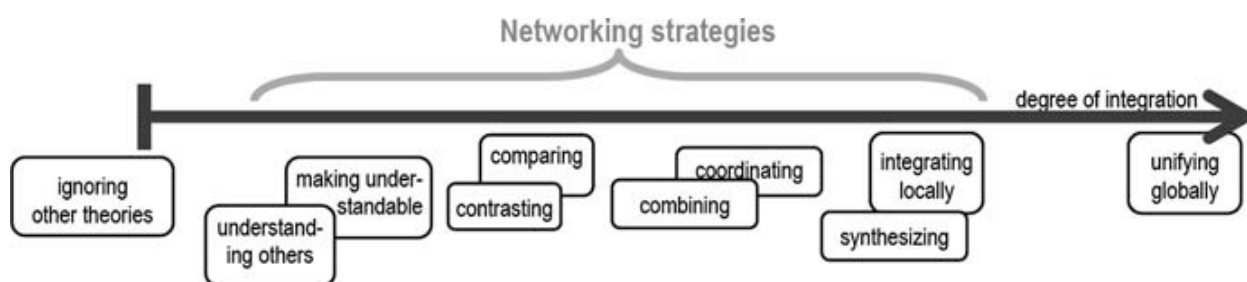 Networking strategies
degree of integration
ignoring
other theories
understand-
ing others
making under-
standable
comparing
contrasting
coordinating
combining
integrating
locally
synthesizing
unifying
globally